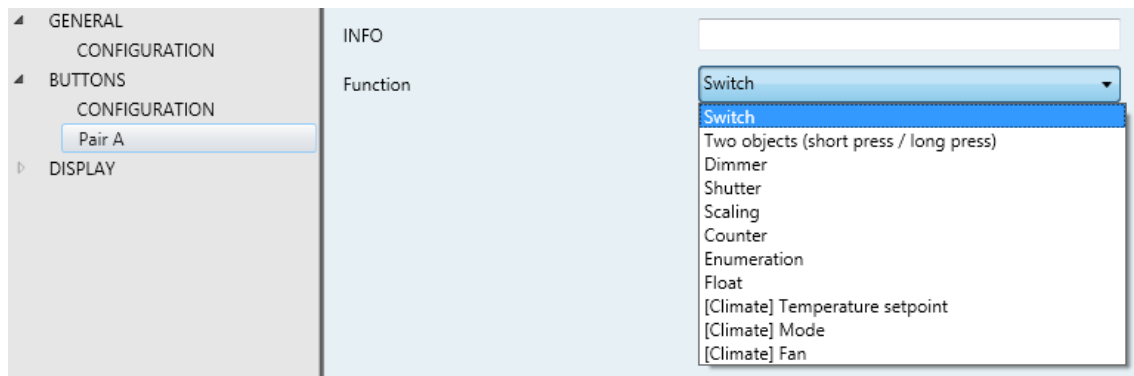 GENERAL
CONFIGURATION
BUTTONS
CONFIGURATION
Pair A
DISPLAY
INFO
Function
Switch
Switch
Two objects (short press / long press)
Dimmer
Shutter
Scaling
Counter
Enumeration
Float
[Climate] Temperature setpoint
[Climate] Mode
[Climate] Fan